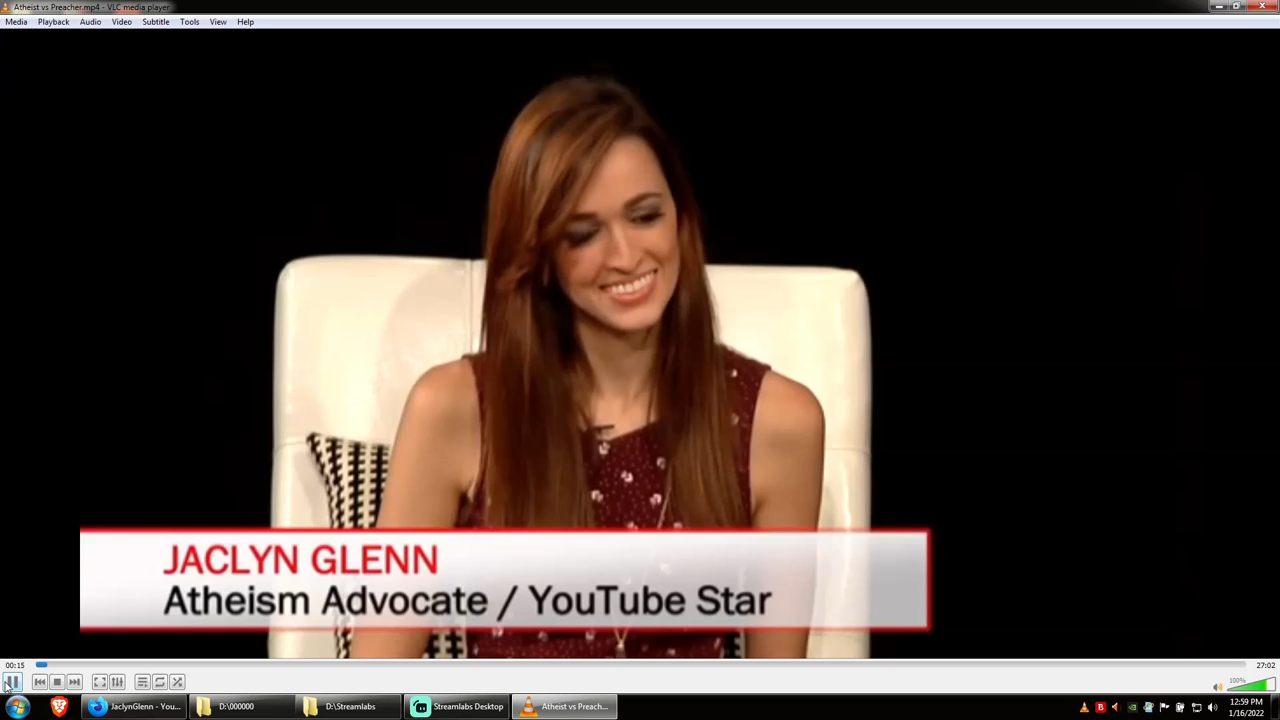 Atheist vs Preacher.mp4 - VLC media player
Media Playback Audio Video Subtitle Tools View Help
JACLYN GLENN
Atheism Advocate / YouTube Star
00:15
27:02
100%
JaclynGlenn - You...
D:\000000
D:\Streamlabs
Streamlabs Desktop
Atheist vs Preach...
12:59 PM
1/16/2022